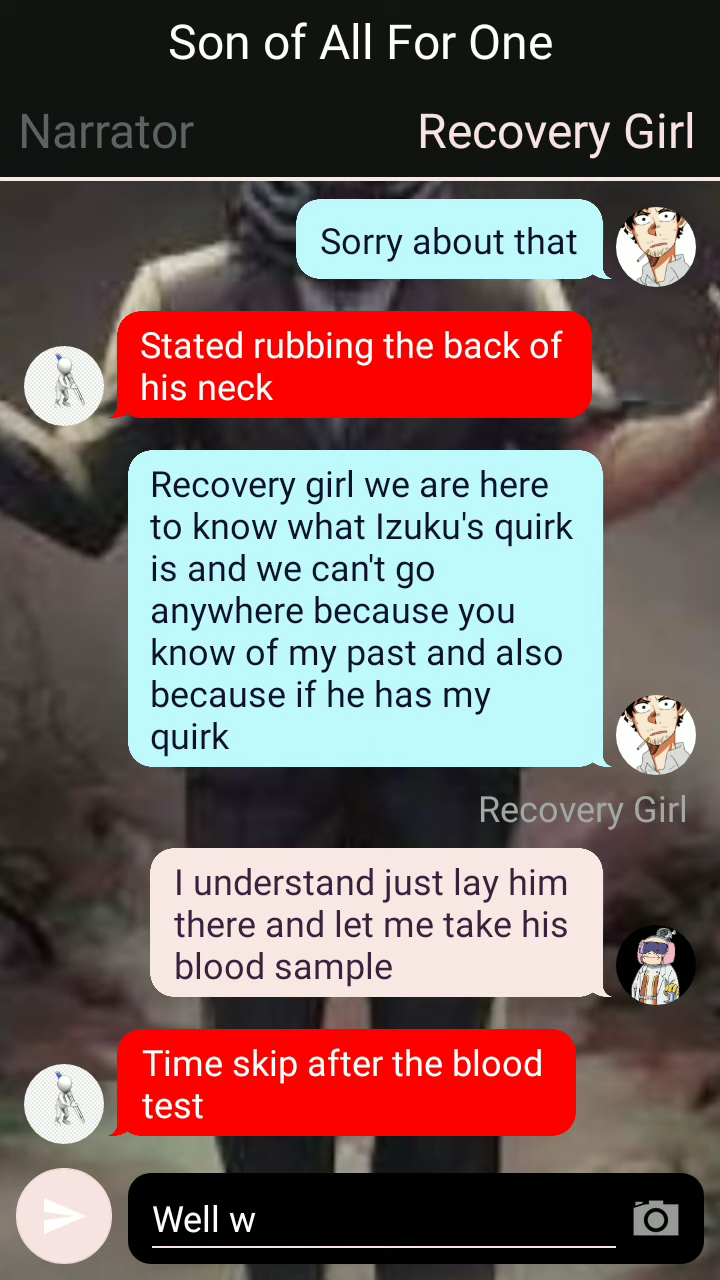 Son of All For One
Narrator
Recovery Girl
Sorry about that
Stated rubbing the back of
his neck
Recovery girl we are here
to know what Izuku's quirk
is and we can't go
anywhere because you
know of my past and also
because if he has my
quirk
Recovery Girl
I understand just lay him
there and let me take his
blood sample
Time skip after the blood
test
Well w